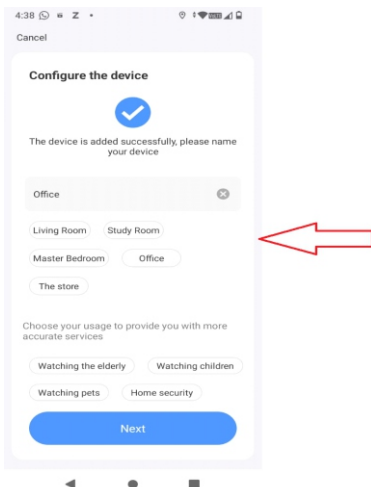 4:38 Z
Cancel
Configure the device
The device is added successfully, please name
your device
Office
Living Room Study Room
Master Bedroom Office
The store
Choose your usage to provide you with more
accurate services
Watching the elderly Watching children
Watching pets Home security
Next